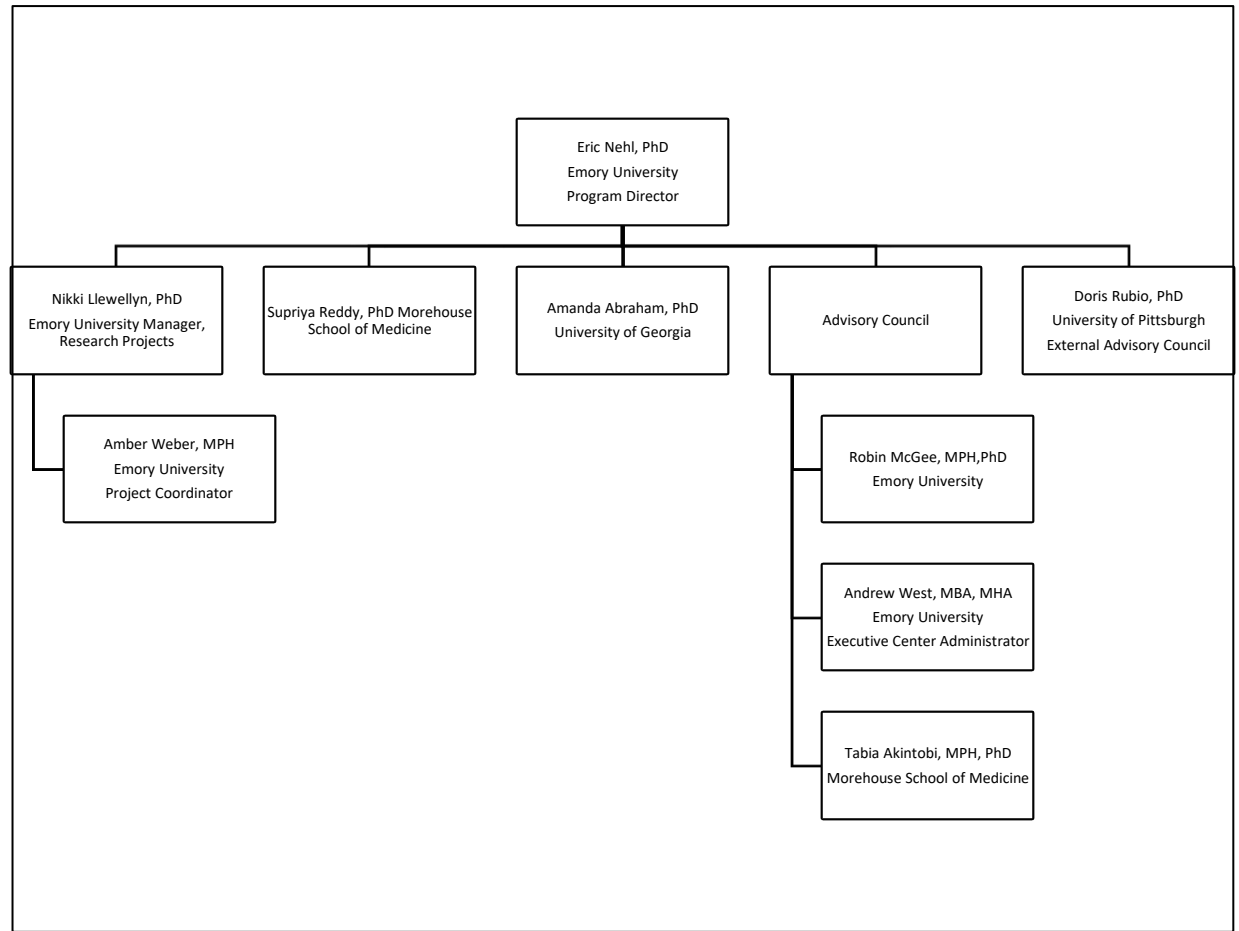 Eric Nehl, PhD
Emory University
Program Director
Nikki Llewellyn, PhD
Emory University Manager,
Research Projects
Supriya Reddy, PhD Morehouse
School of Medicine
Amanda Abraham, PhD
University of Georgia
Advisory Council
Doris Rubio, PhD
University of Pittsburgh
External Advisory Council
Amber Weber, MPH
Emory University
Project Coordinator
Robin McGee, MPH,PhD
Emory University
Andrew West, MBA, MHA
Emory University
Executive Center Administrator
Tabia Akintobi, MPH, PhD
Morehouse School of Medicine